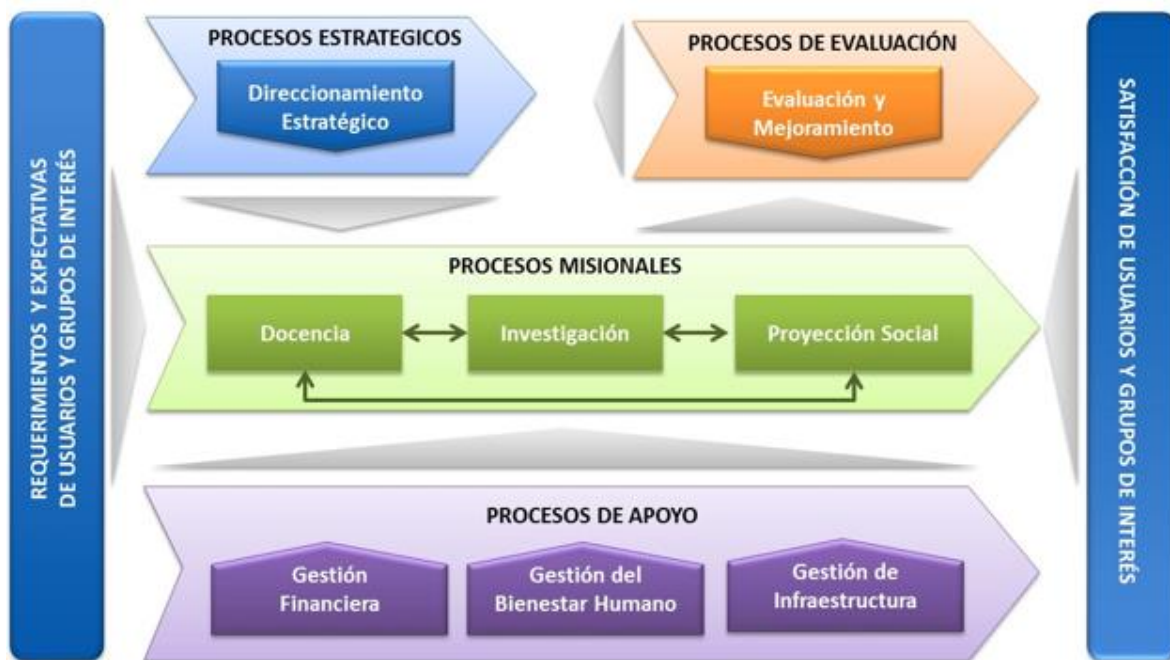 REQUERIMIENTOS Y EXPECTATIVAS
DE USUARIOS Y GRUPOS DE INTERÉS
PROCESOS ESTRATEGICOS
Direccionamiento
Estratégico
PROCESOS DE EVALUACIÓN
Evaluación y
Mejoramiento
PROCESOS MISIONALES
Docencia
Investigación
Proyección Social
PROCESOS DE APOYO
Gestión
Financiera
Gestión del
Bienestar Humano
Gestión de
Infraestructura
SATISFACCIÓN DE USUARIOS Y GRUPOS DE INTERÉS